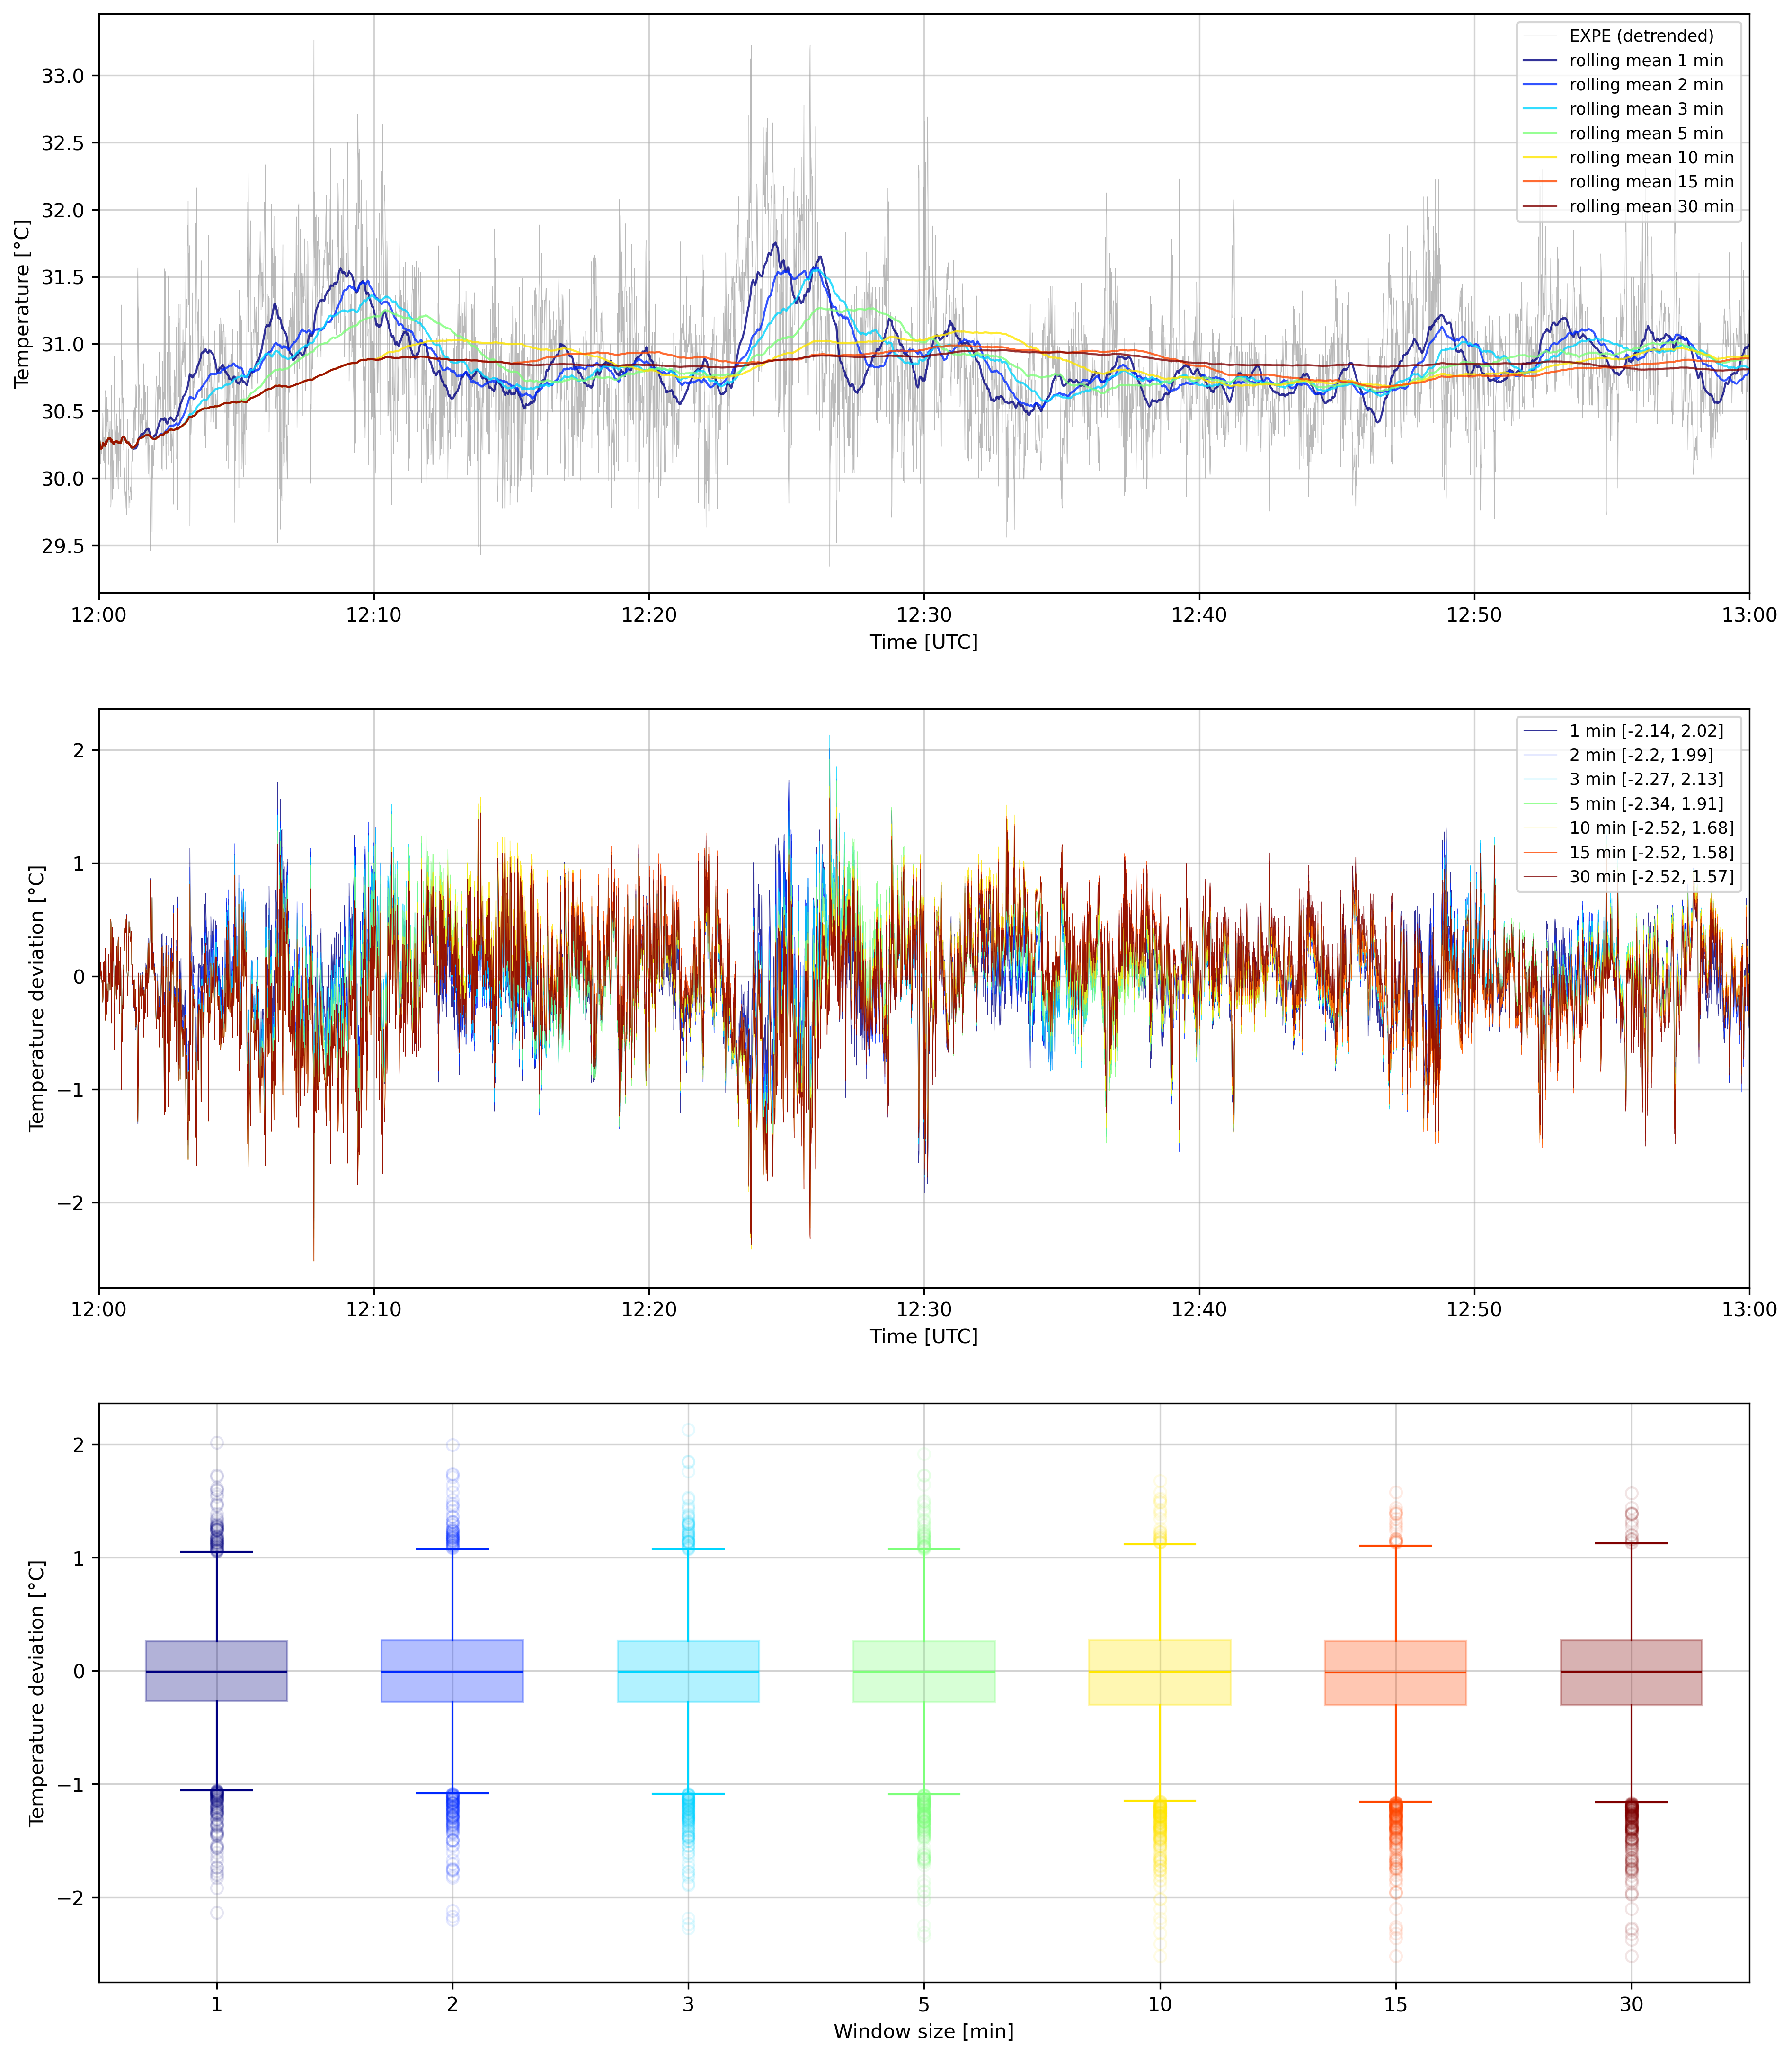 33.0
32.5
32.0
31.5
31.0
30.5
30.0
29.5
Temperature [°C]
EXPE (detrended)
rolling mean 1 min
rolling mean 2 min
rolling mean 3 min
rolling mean 5 min
rolling mean 10 min
rolling mean 15 min
rolling mean 30 min
12:00 12:10 12:20 12:30 12:40 12:50 13:00
Time [UTC]
2
1
0
−1
−2
Temperature deviation [°C]
1 min [-2.14, 2.02]
2 min [-2.2, 1.99]
3 min [-2.27, 2.13]
5 min [-2.34, 1.91]
10 min [-2.52, 1.68]
15 min [-2.52, 1.58]
30 min [-2.52, 1.57]
12:00 12:10 12:20 12:30 12:40 12:50 13:00
Time [UTC]
2
1
0
−1
−2
Temperature deviation [°C]
1 2 3 5 10 15 30
Window size [min]